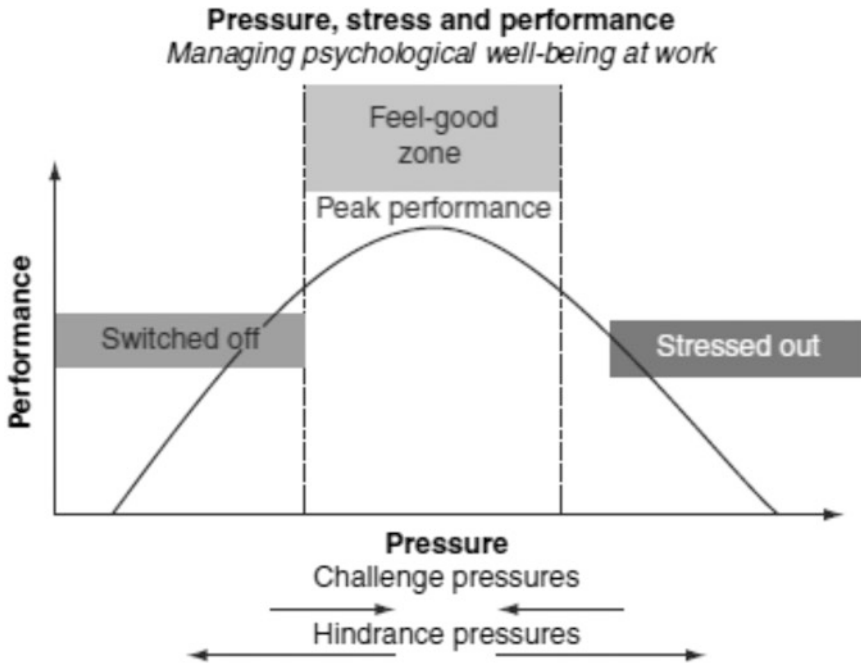 Pressure, stress and performance
Managing psychological well-being at work
Feel-good
zone
Peak performance
Switched off
Stressed out
Performance
Pressure
Challenge pressures
Hindrance pressures